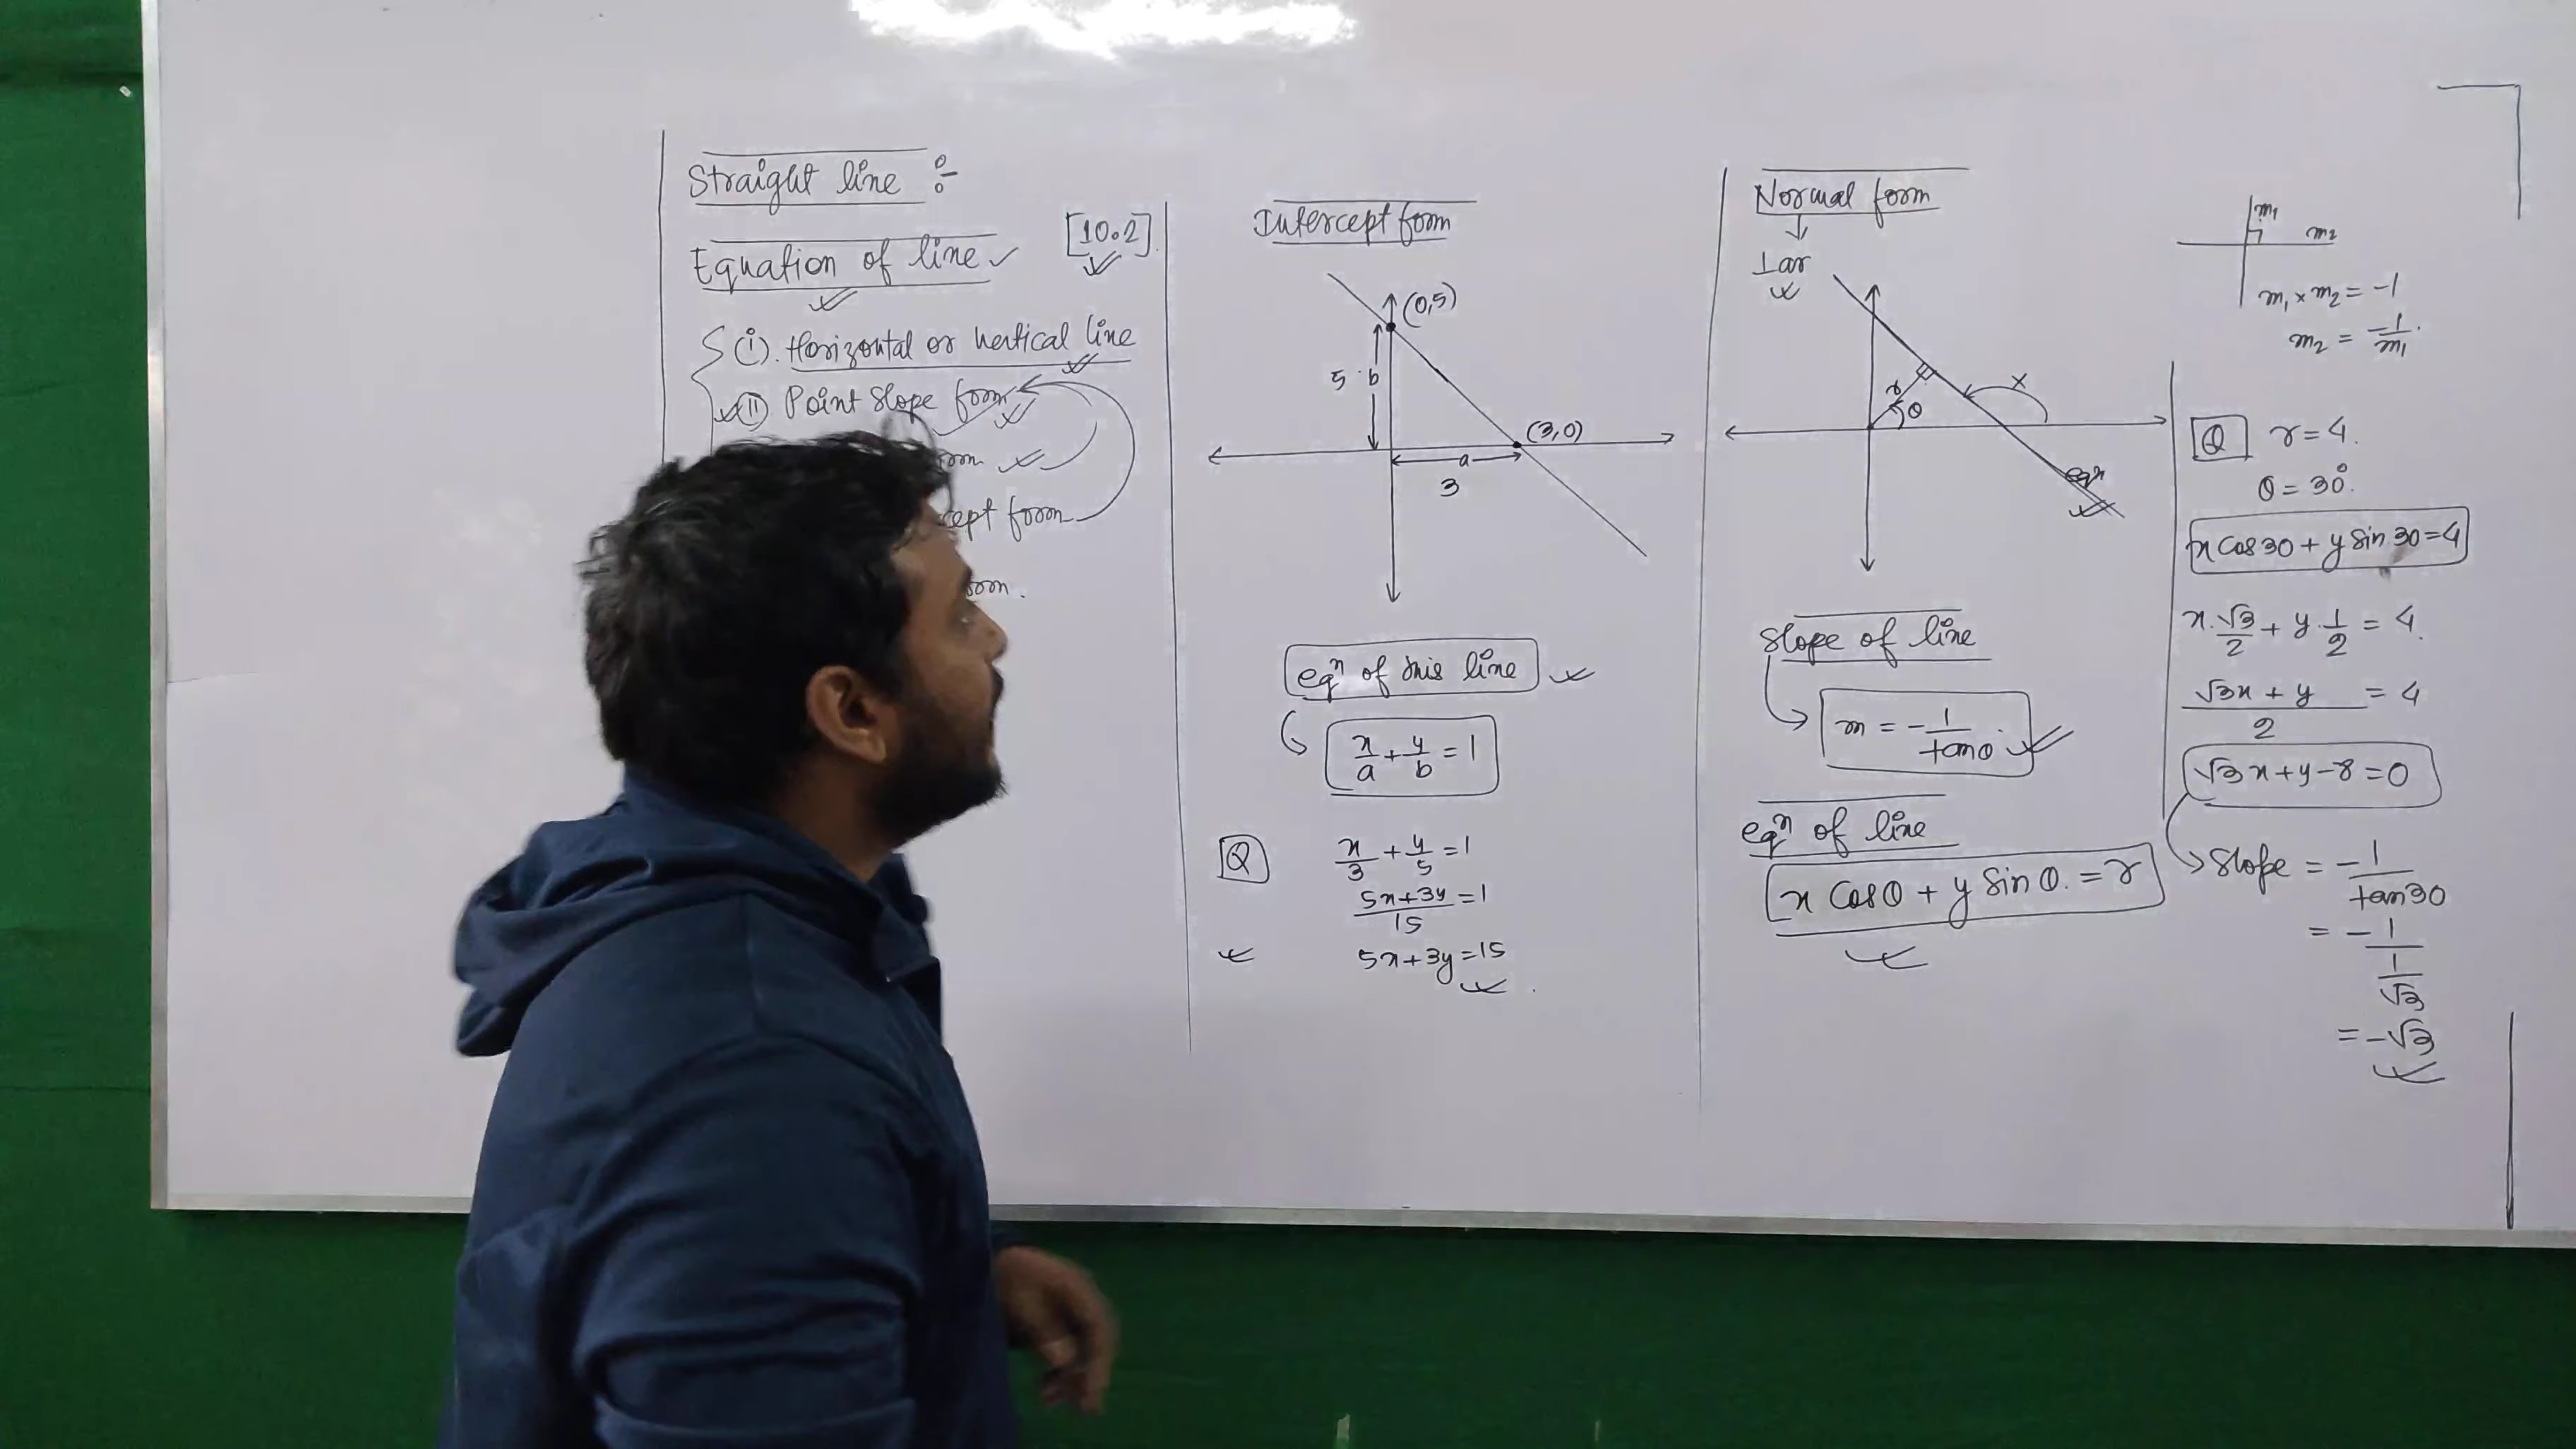 Straight line :-
Equation of line
[10.2]
(i). Horizontal or vertical line
(ii) Point slope form
form
cept form
form.
Intercept form
(0,5)
5 b
(3,0)
a
3
eqⁿ of this line
x/a + y/b = 1
Q x/3 + y/5 = 1
5x+3y/15 = 1
5x+3y=15
Normal form
⊥ar
r
θ
x
eqⁿ
Slope of line
m = -1/tanθ
eqⁿ of line
x Cosθ + y Sinθ. = r
m₁
m₂
m₁ × m₂ = -1
m₂ = -1/m₁.
Q r=4.
θ = 30°.
x Cos30 + y Sin30=4
x.√3/2 + y.1/2 = 4.
√3x + y/2 = 4
√3x+y-8=0
Slope = -1/tan30
= -1/1/√3
= -√3